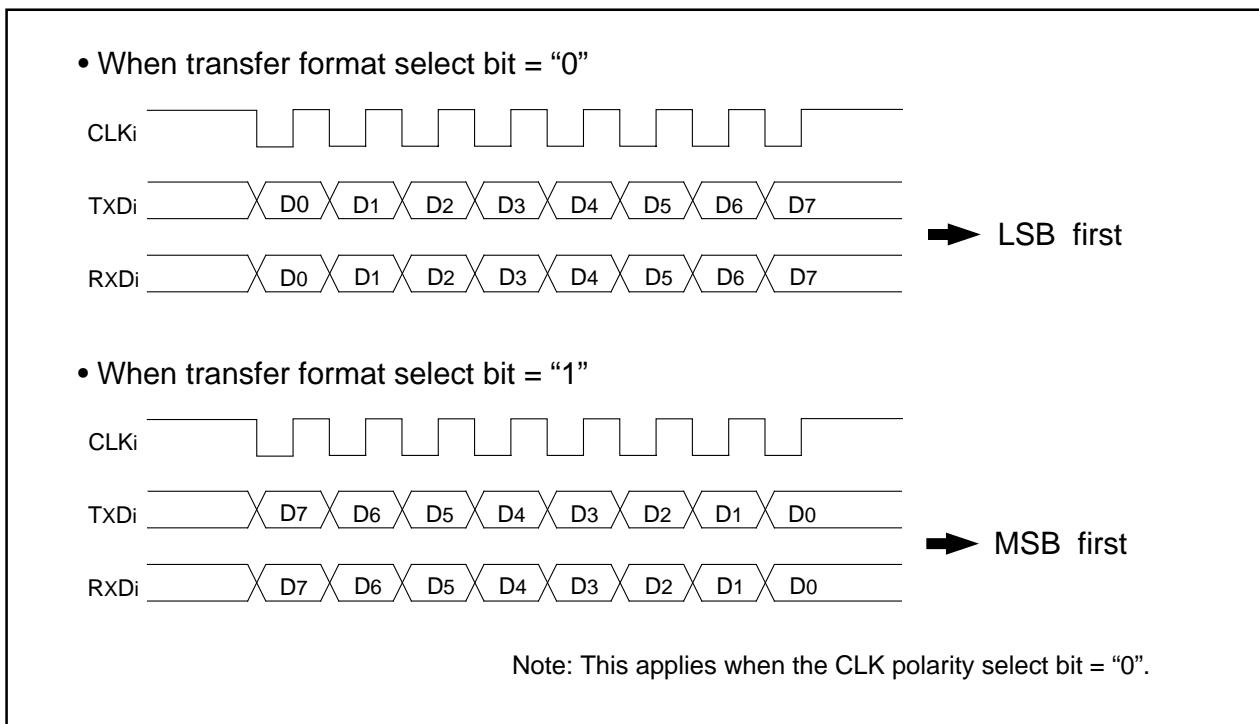 • When transfer format select bit = “0”
CLKi
TXDi D0 D1 D2 D3 D4 D5 D6 D7
RXDi D0 D1 D2 D3 D4 D5 D6 D7
LSB first
• When transfer format select bit = “1”
CLKi
TXDi D7 D6 D5 D4 D3 D2 D1 D0
RXDi D7 D6 D5 D4 D3 D2 D1 D0
MSB first
Note: This applies when the CLK polarity select bit = “0”.